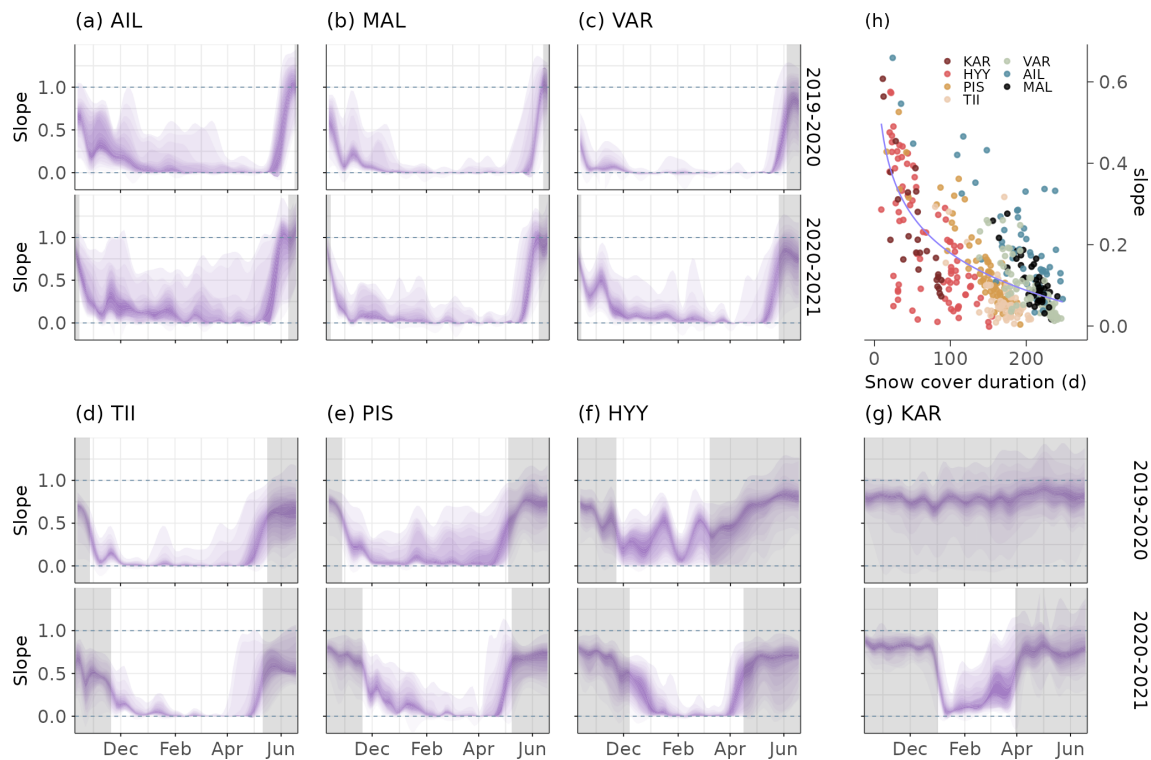 (a) AIL
(b) MAL
(c) VAR
(h)
Slope
1.0
0.5
0.0
2019-2020
Slope
1.0
0.5
0.0
2020-2021
KAR
HYY
PIS
TII
VAR
AIL
MAL
0.6
0.4
0.2
0.0
slope
0
100
200
Snow cover duration (d)
(d) TII
(e) PIS
(f) HYY
(g) KAR
Slope
1.0
0.5
0.0
2019-2020
Slope
1.0
0.5
0.0
2020-2021
Dec Feb Apr Jun
Dec Feb Apr Jun
Dec Feb Apr Jun
Dec Feb Apr Jun